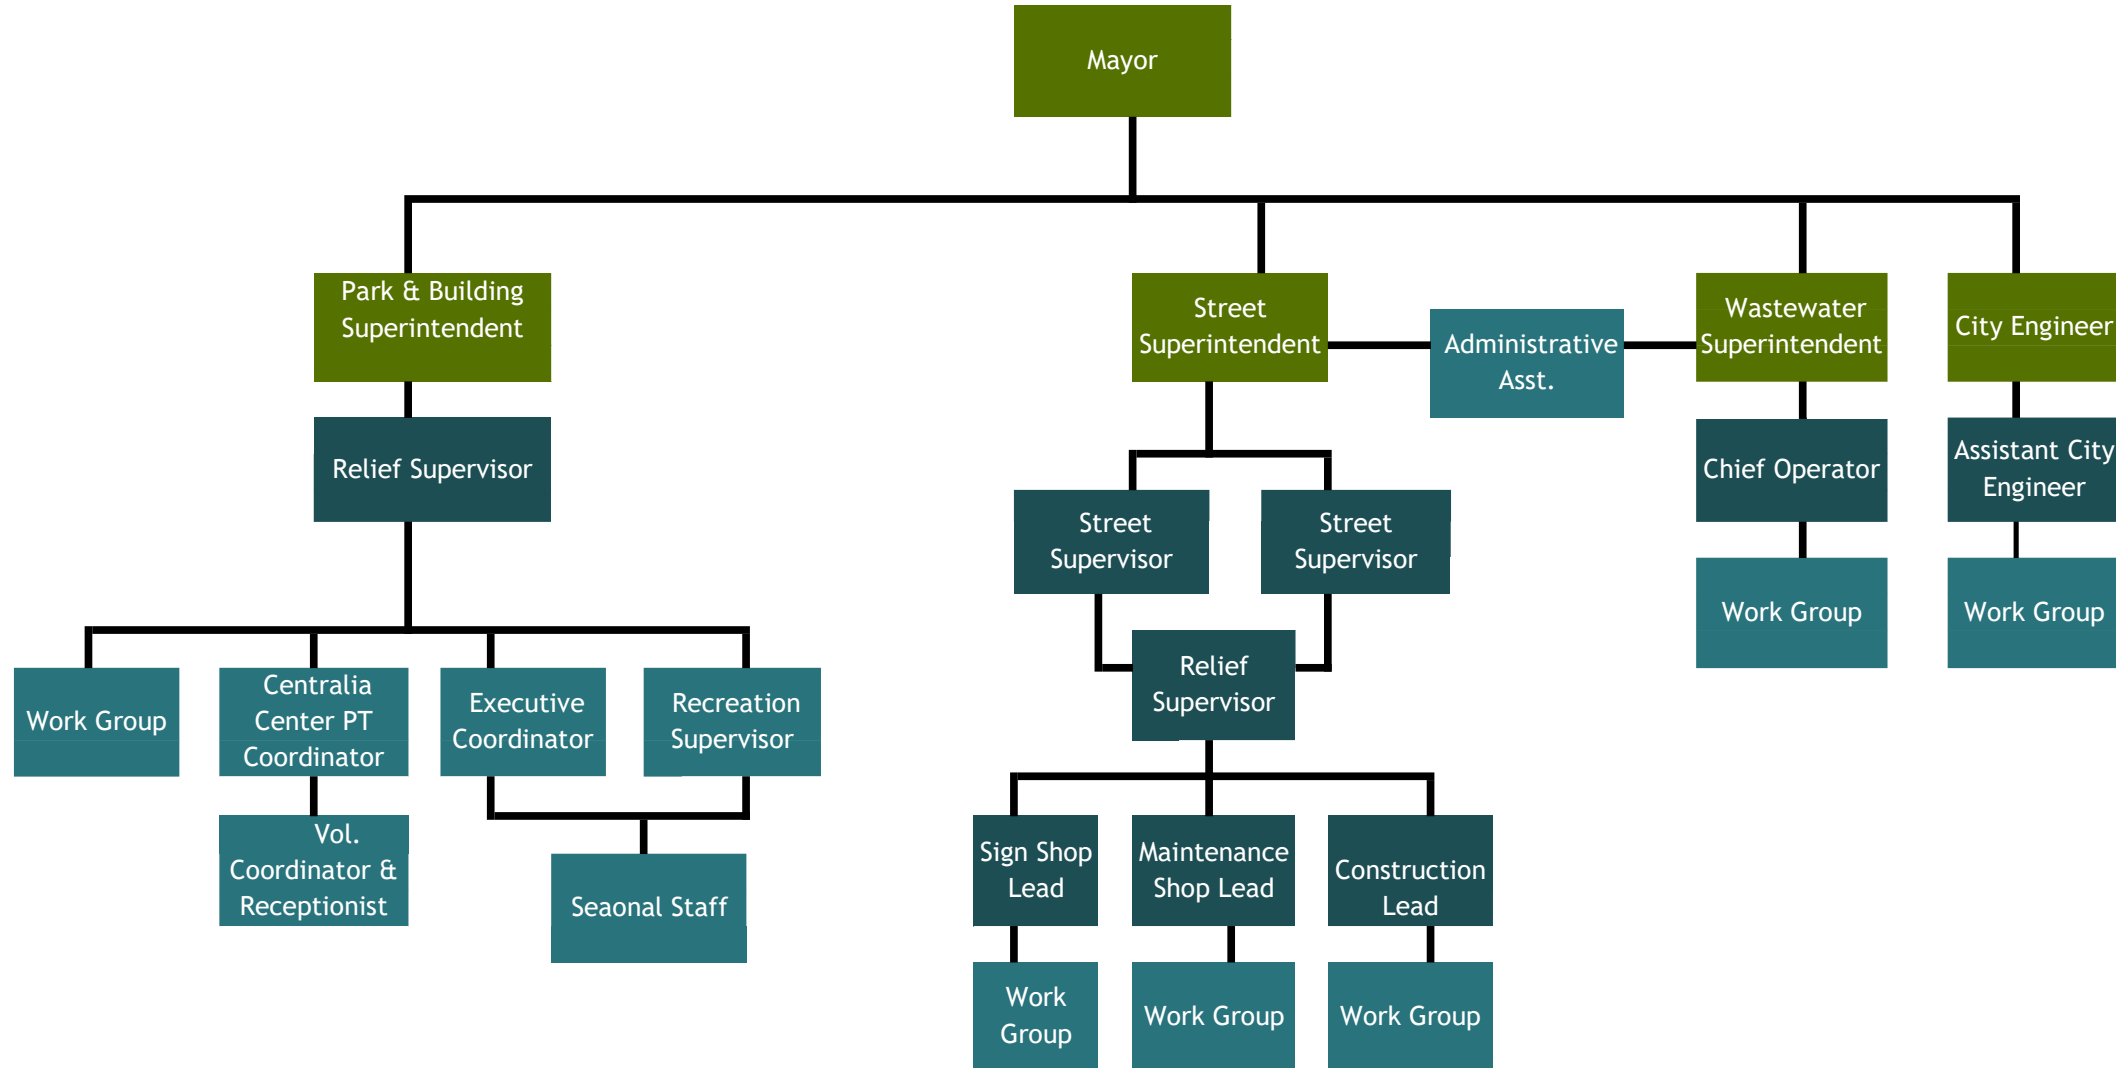 Mayor
Park & Building
Superintendent
Street
Superintendent
Administrative
Asst.
Wastewater
Superintendent
City Engineer
Relief Supervisor
Chief Operator
Assistant City
Engineer
Street
Supervisor
Street
Supervisor
Work Group
Work Group
Relief
Supervisor
Work Group
Centralia
Center PT
Coordinator
Executive
Coordinator
Recreation
Supervisor
Vol.
Coordinator &
Receptionist
Seaonal Staff
Sign Shop
Lead
Maintenance
Shop Lead
Construction
Lead
Work
Group
Work Group
Work Group